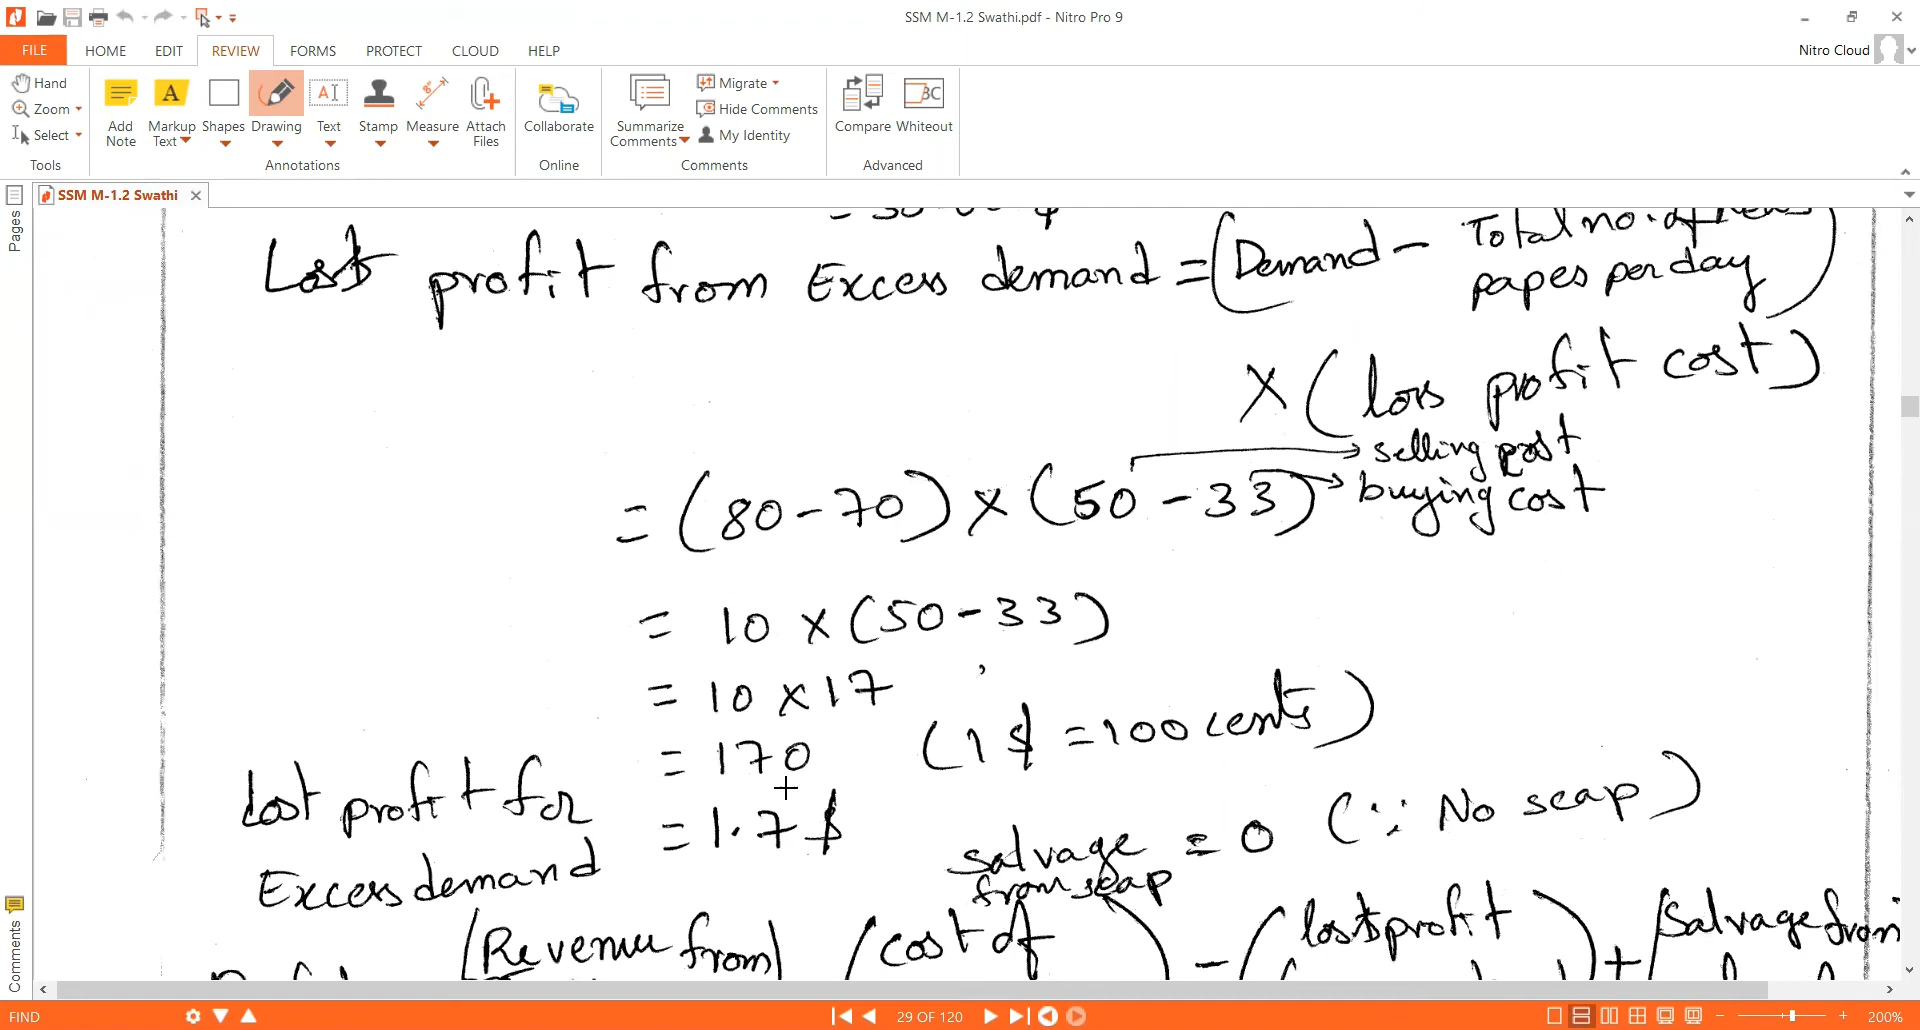 SSM M-1.2 Swathi.pdf - Nitro Pro 9
FILE HOME EDIT REVIEW FORMS PROTECT CLOUD HELP
Nitro Cloud
Hand
Zoom
Select
Tools
Add Note
Markup Text
Shapes
Drawing
Text
Stamp
Measure
Attach Files
Annotations
Collaborate
Online
Summarize Comments
Migrate
Hide Comments
My Identity
Comments
Compare
Whiteout
Advanced
SSM M-1.2 Swathi
Pages
Lost profit from Excess demand = (Demand - Total no. of
papes per day)
X (loss profit cost)
selling cost
= (80-70) x (50-33) buying cost
= 10 x (50-33)
= 10 x 17
= 170 (1 $ = 100 cents)
Lost profit for = 1.7 $
Excess demand
Salvage from scap = 0 (∵ No scap)
(Revenue from) (cost of ) - (lost profit ) + (Salvage from
Comments
FIND
29 OF 120
200%